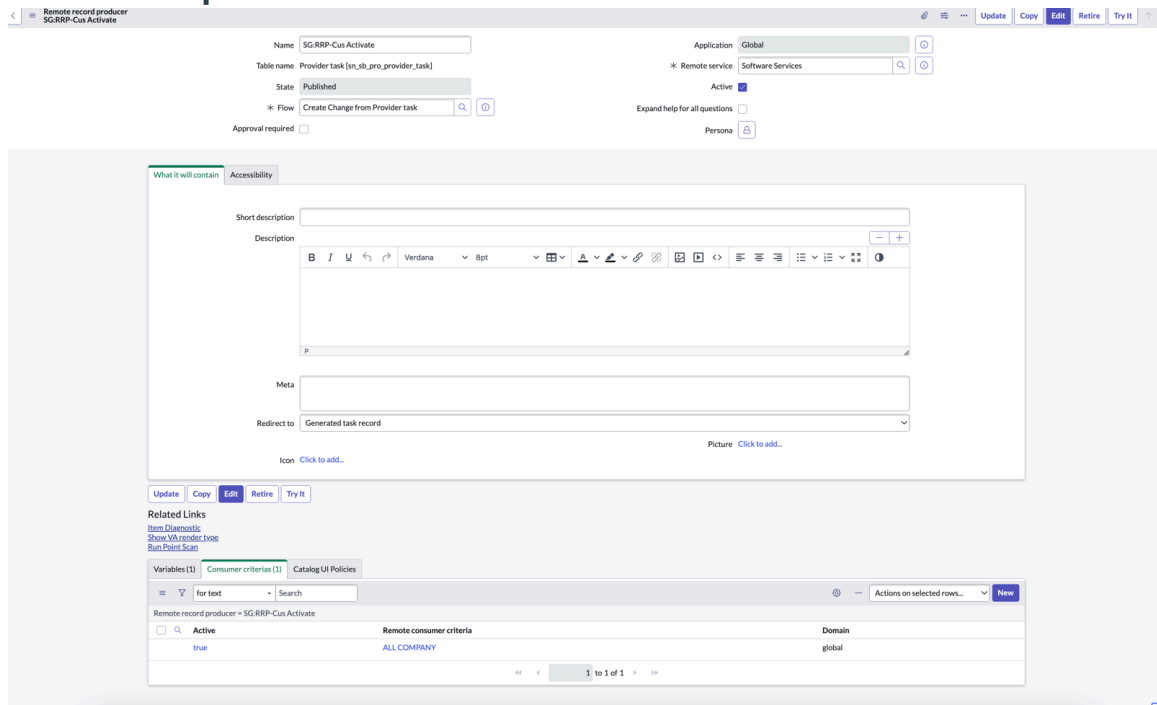 Remote record producer
SG:RRP-Cus Activate
Update Copy Edit Retire Try It
Name SG:RRP-Cus Activate
Application Global
Table name Provider task [sn_sb_pro_provider_task]
* Remote service Software Services
State Published
Active
* Flow Create Change from Provider task
Expand help for all questions
Approval required
Persona
What it will contain Accessibility
Short description
Description
B I U Verdana 8pt A
P
Meta
Redirect to Generated task record
Picture Click to add...
Icon Click to add...
Update Copy Edit Retire Try It
Related Links
Item Diagnostic
Show VA render type
Run Point Scan
Variables (1) Consumer criterias (1) Catalog UI Policies
for text Search Actions on selected rows... New
Remote record producer = SG:RRP-Cus Activate
Active Remote consumer criteria Domain
true ALL COMPANY global
1 to 1 of 1